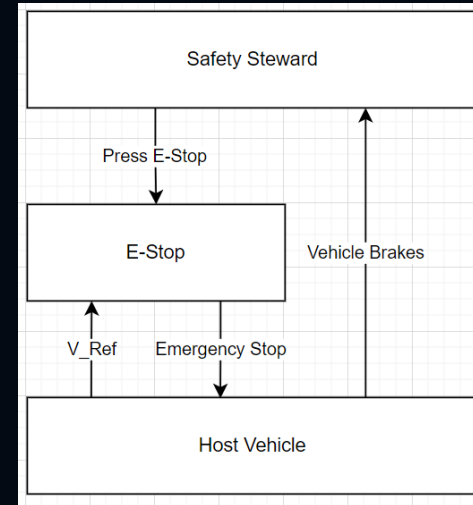 Safety Steward
Press E-Stop
E-Stop
Vehicle Brakes
V_Ref
Emergency Stop
Host Vehicle